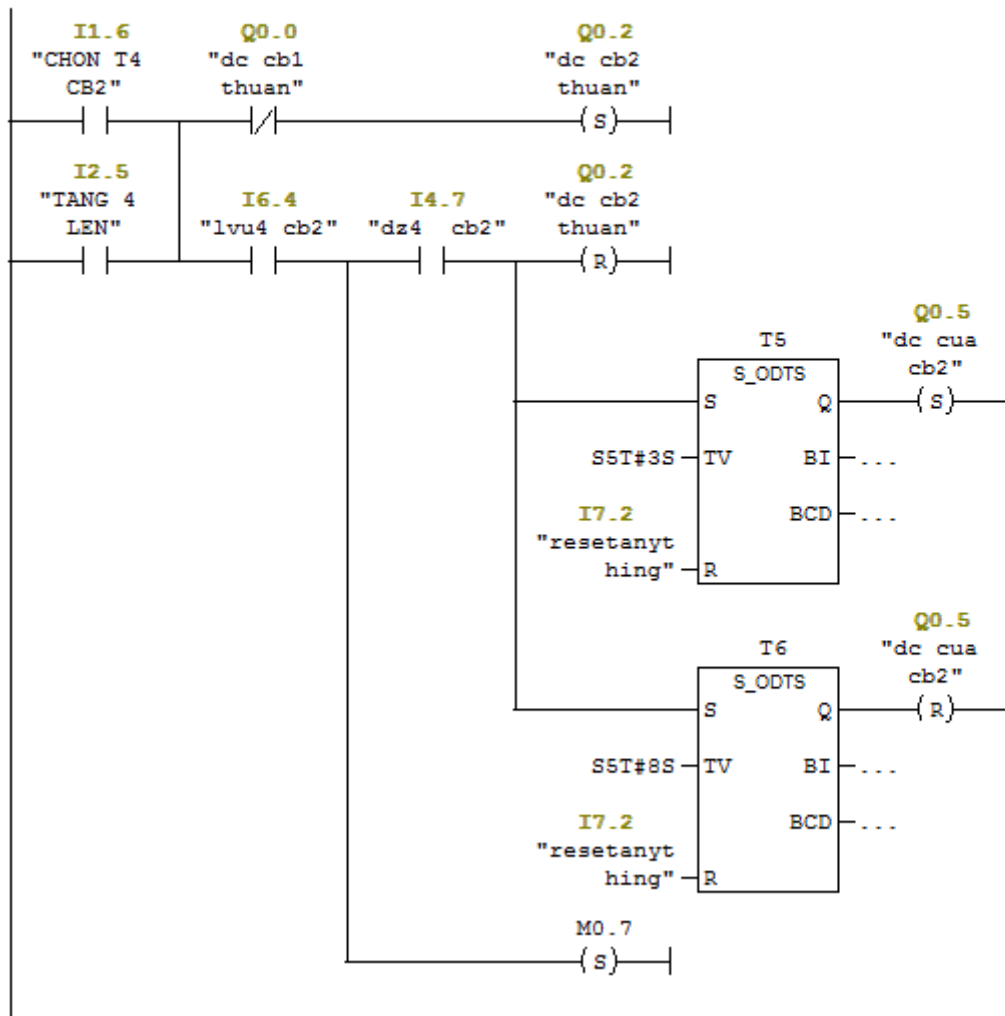 I1.6 Q0.0 Q0.2
"CHON T4 "dc cb1 "dc cb2
CB2" thuan" thuan"
S
I2.5 Q0.2
"TANG 4 I6.4 I4.7 "dc cb2
LEN" "lvu4 cb2" "dz4 cb2" thuan"
R
Q0.5
T5 "dc cua
S_ODTS cb2"
S Q S
S5T#3S TV BI ...
I7.2 BCD ...
"resetanyt
hing" R
Q0.5
T6 "dc cua
S_ODTS cb2"
S Q R
S5T#8S TV BI ...
I7.2 BCD ...
"resetanyt
hing" R
M0.7
S